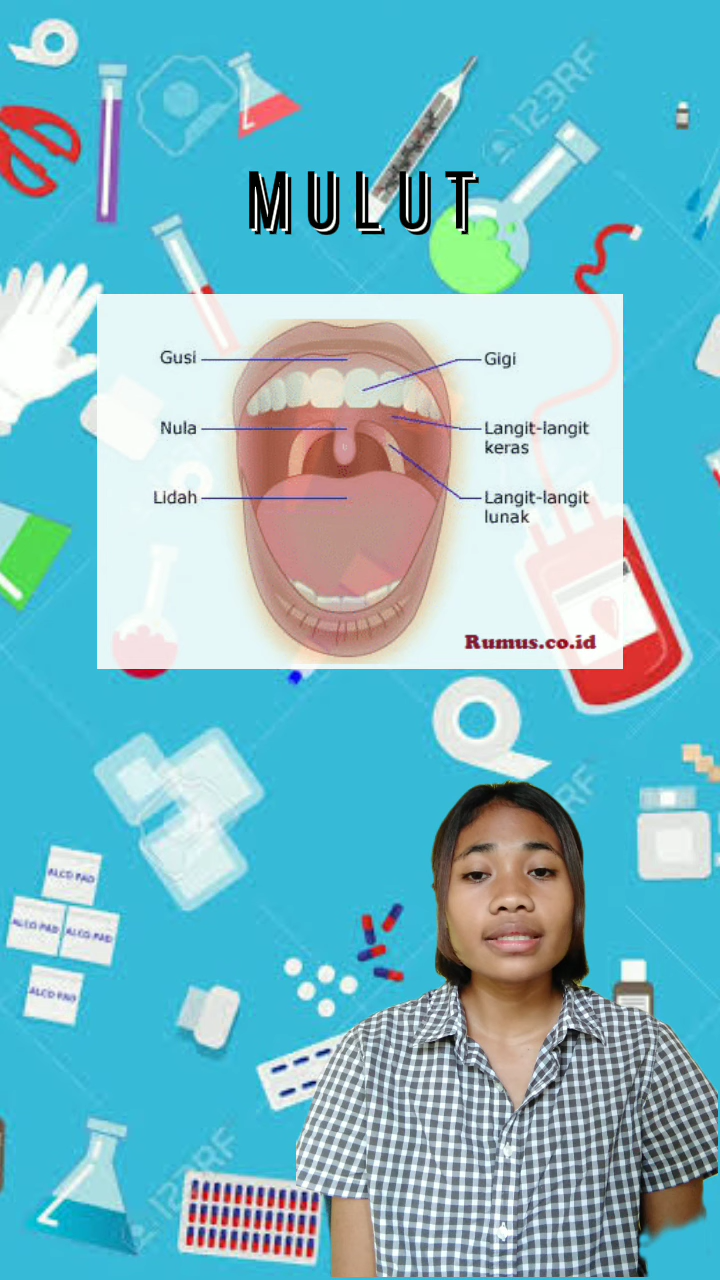 123RF
MULUT
Gusi
Gigi
Nula
Langit-langit
keras
Lidah
Langit-langit
lunak
Rumus.co.id
123RF
ALCO PAD
ALCO PAD
ALCO PAD
ALCO PAD
123RF